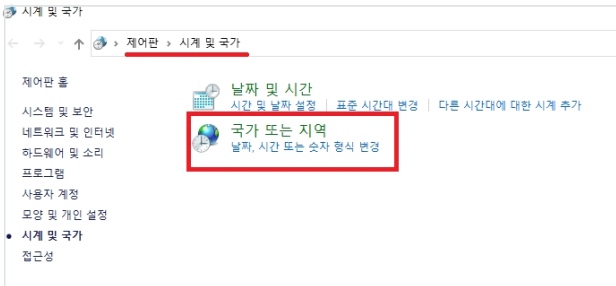 시계 및 국가
제어판 › 시계 및 국가
제어판 홈
시스템 및 보안
네트워크 및 인터넷
하드웨어 및 소리
프로그램
사용자 계정
모양 및 개인 설정
시계 및 국가
접근성
날짜 및 시간
시간 및 날짜 설정 | 표준 시간대 변경 | 다른 시간대에 대한 시계 추가
국가 또는 지역
날짜, 시간 또는 숫자 형식 변경